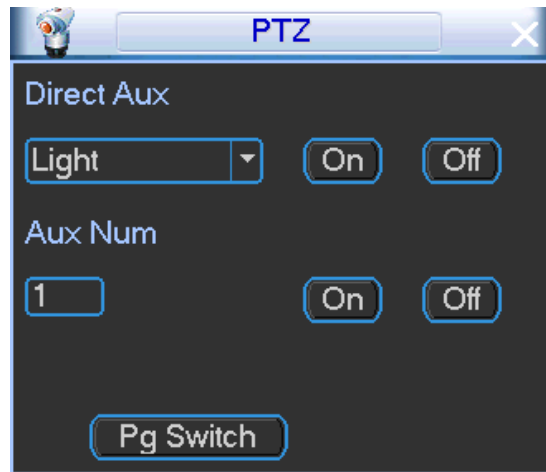 PTZ
Direct Aux
Light On Off
Aux Num
1 On Off
Pg Switch